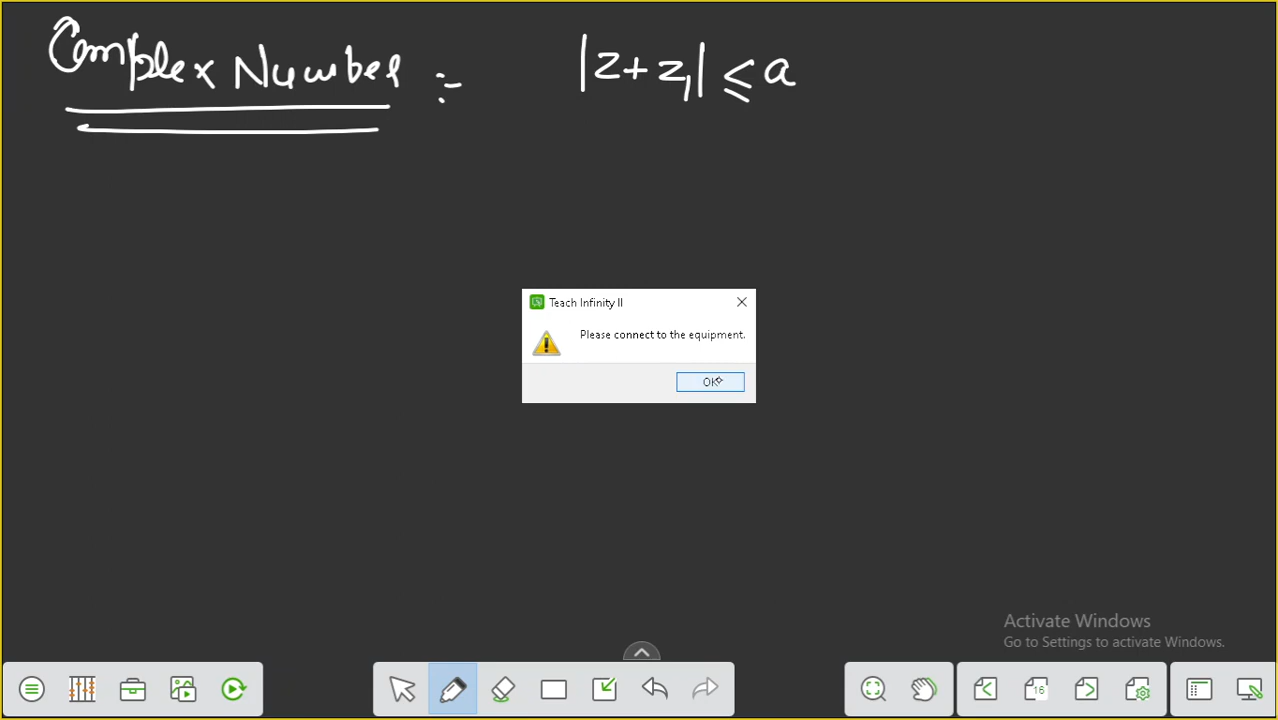 Complex Number :- |z+z₁| ≤ a
Teach Infinity II
Please connect to the equipment.
OK
Activate Windows
Go to Settings to activate Windows.
16